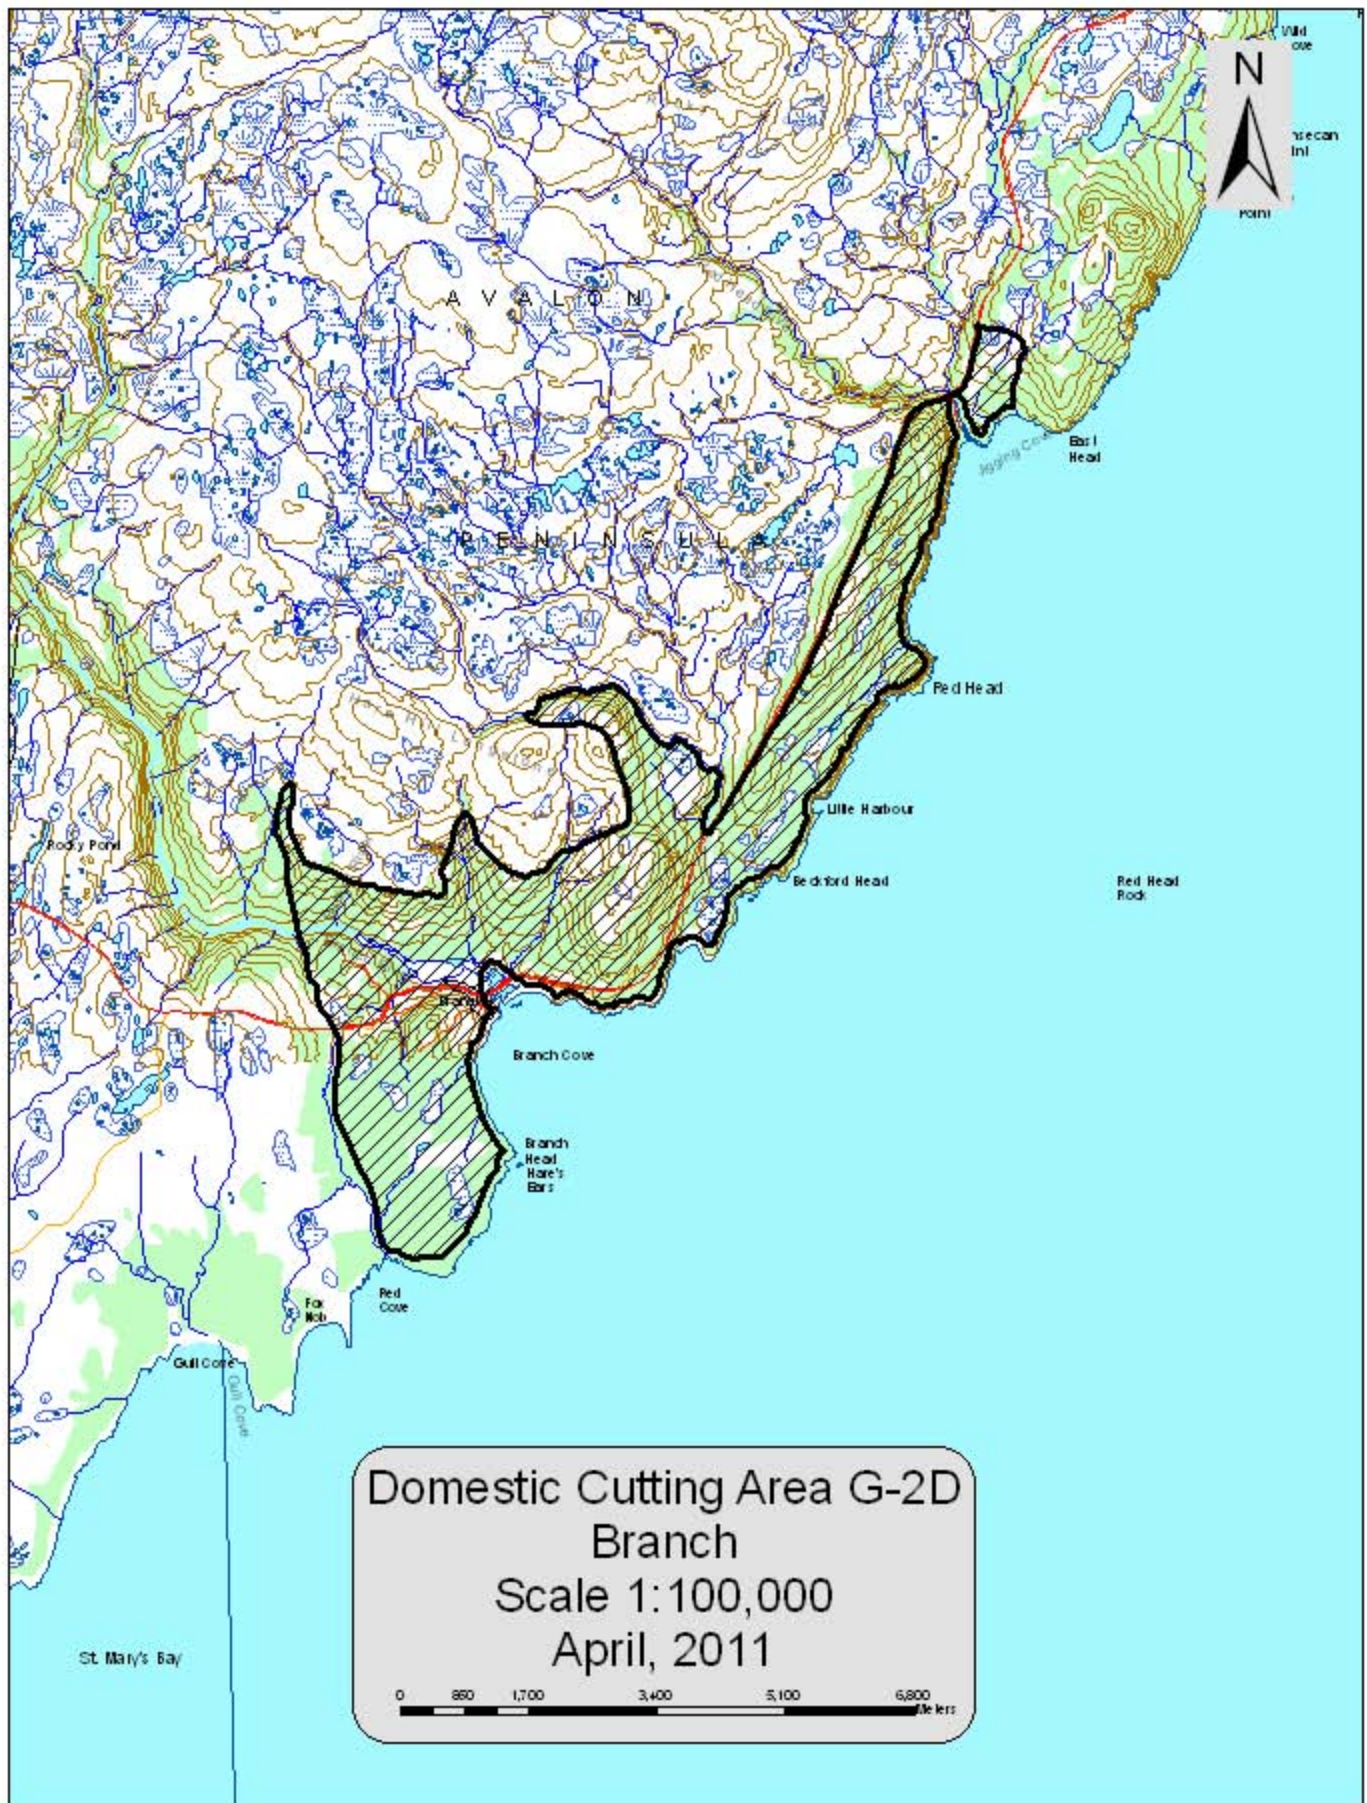 N
Point
AVALON
East
Head
PENINSULA
Red Head
Little Harbour
Rocky Pond
Beckford Head
Red Head
Rock
Branch Cove
Branch
Head
Hare's
Ears
Red
Cove
Gull Cove
Gull Cove
Domestic Cutting Area G-2D
Branch
Scale 1:100,000
April, 2011
St. Mary's Bay
0 850 1,700 3,400 5,100 6,800
Meters